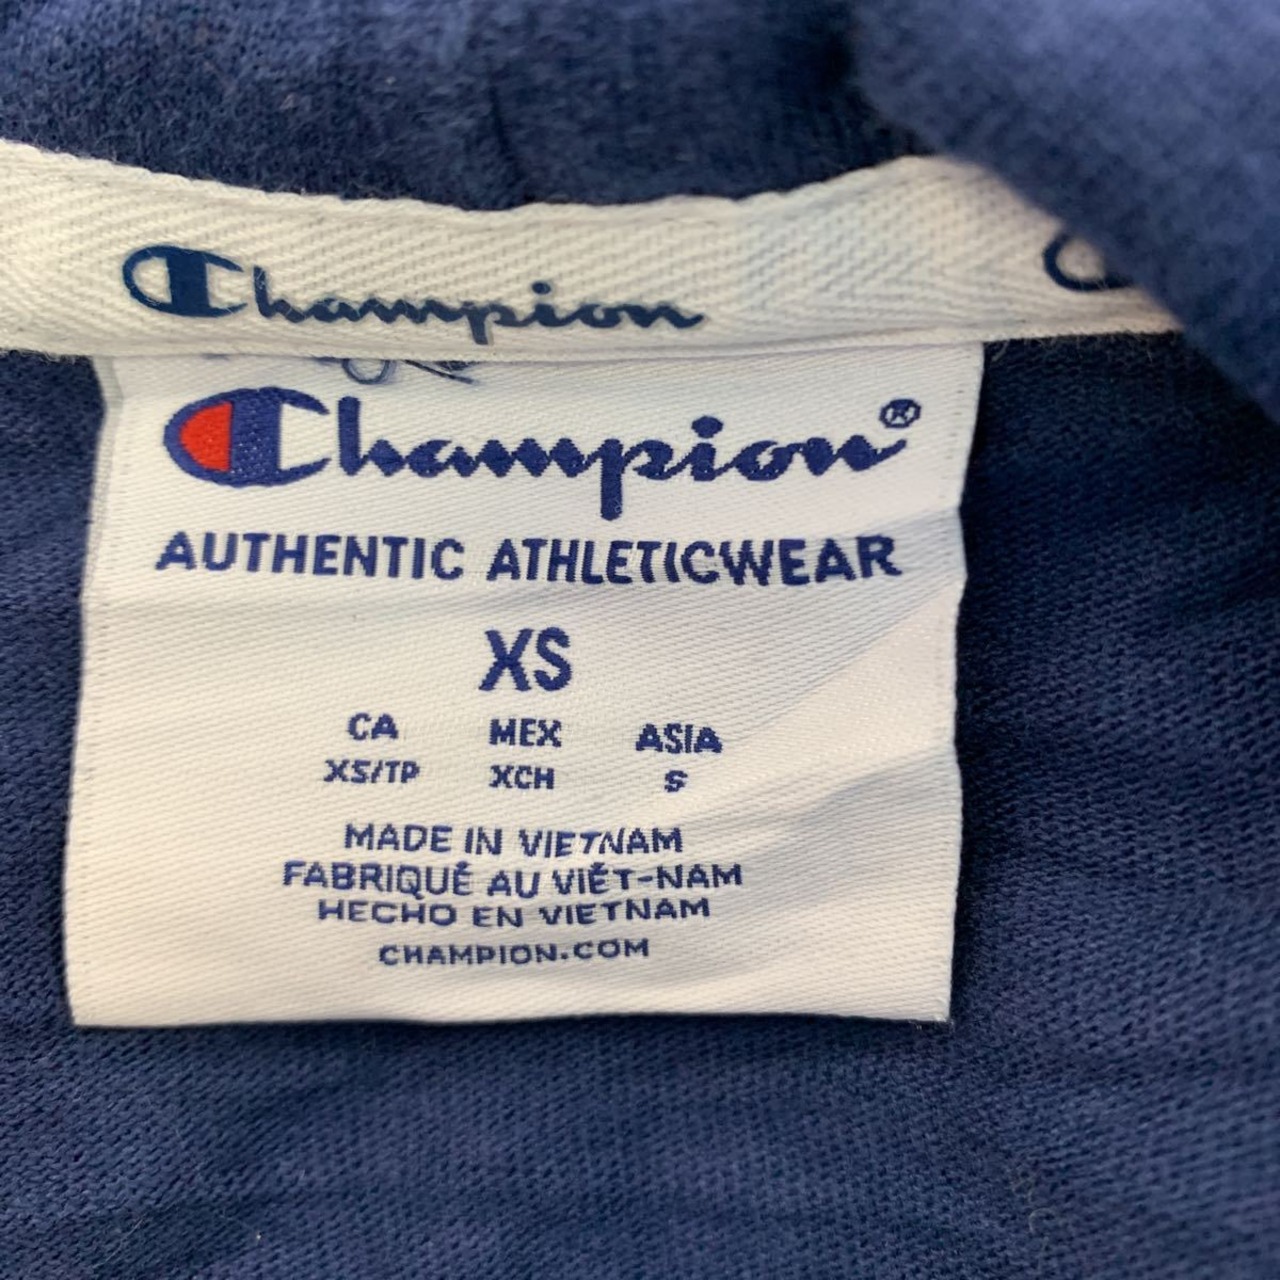 Champion
Champion®
AUTHENTIC ATHLETICWEAR
XS
CA MEX ASIA
XS/TP XCH S
MADE IN VIETNAM
FABRIQUÉ AU VIÊT-NAM
HECHO EN VIETNAM
CHAMPION.COM